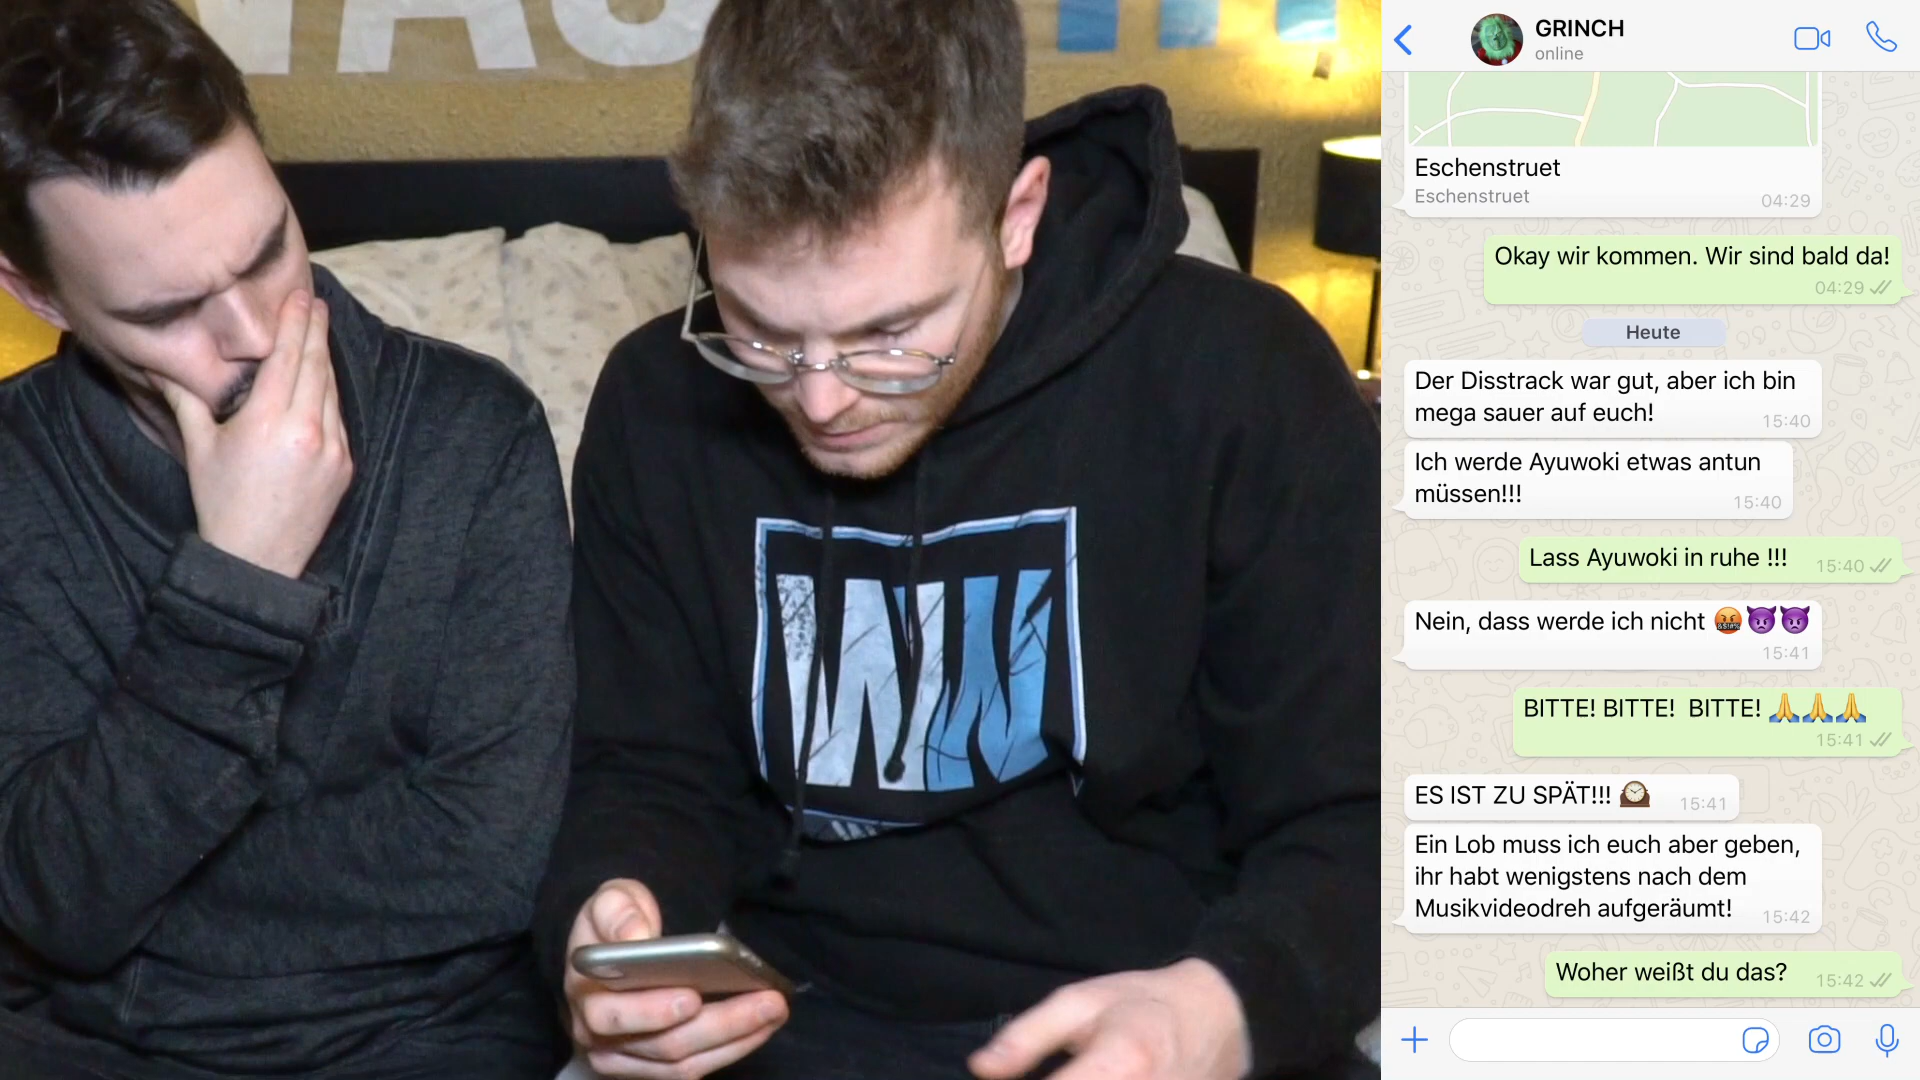 GRINCH
online
Eschenstruet
Eschenstruet
04:29
Okay wir kommen. Wir sind bald da!
04:29
Heute
Der Disstrack war gut, aber ich bin
mega sauer auf euch!
15:40
Ich werde Ayuwoki etwas antun
müssen!!!
15:40
Lass Ayuwoki in ruhe !!!
15:40
Nein, dass werde ich nicht 🤬👿👿
15:41
BITTE! BITTE!  BITTE! 🙏🙏🙏
15:41
ES IST ZU SPÄT!!! 🕰️
15:41
Ein Lob muss ich euch aber geben,
ihr habt wenigstens nach dem
Musikvideodreh aufgeräumt!
15:42
Woher weißt du das?
15:42